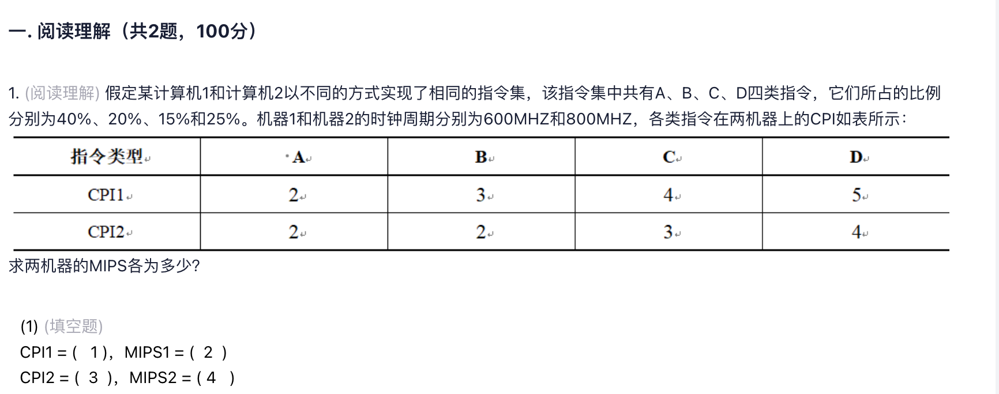 一. 阅读理解（共2题，100分）
1. (阅读理解) 假定某计算机1和计算机2以不同的方式实现了相同的指令集，该指令集中共有A、B、C、D四类指令，它们所占的比例
分别为40%、20%、15%和25%。机器1和机器2的时钟周期分别为600MHZ和800MHZ，各类指令在两机器上的CPI如表所示：
指令类型 A B C D
CPI1 2 3 4 5
CPI2 2 2 3 4
求两机器的MIPS各为多少?
(1) (填空题)
CPI1 = ( 1 )，MIPS1 = ( 2 )
CPI2 = ( 3 )，MIPS2 = ( 4 )